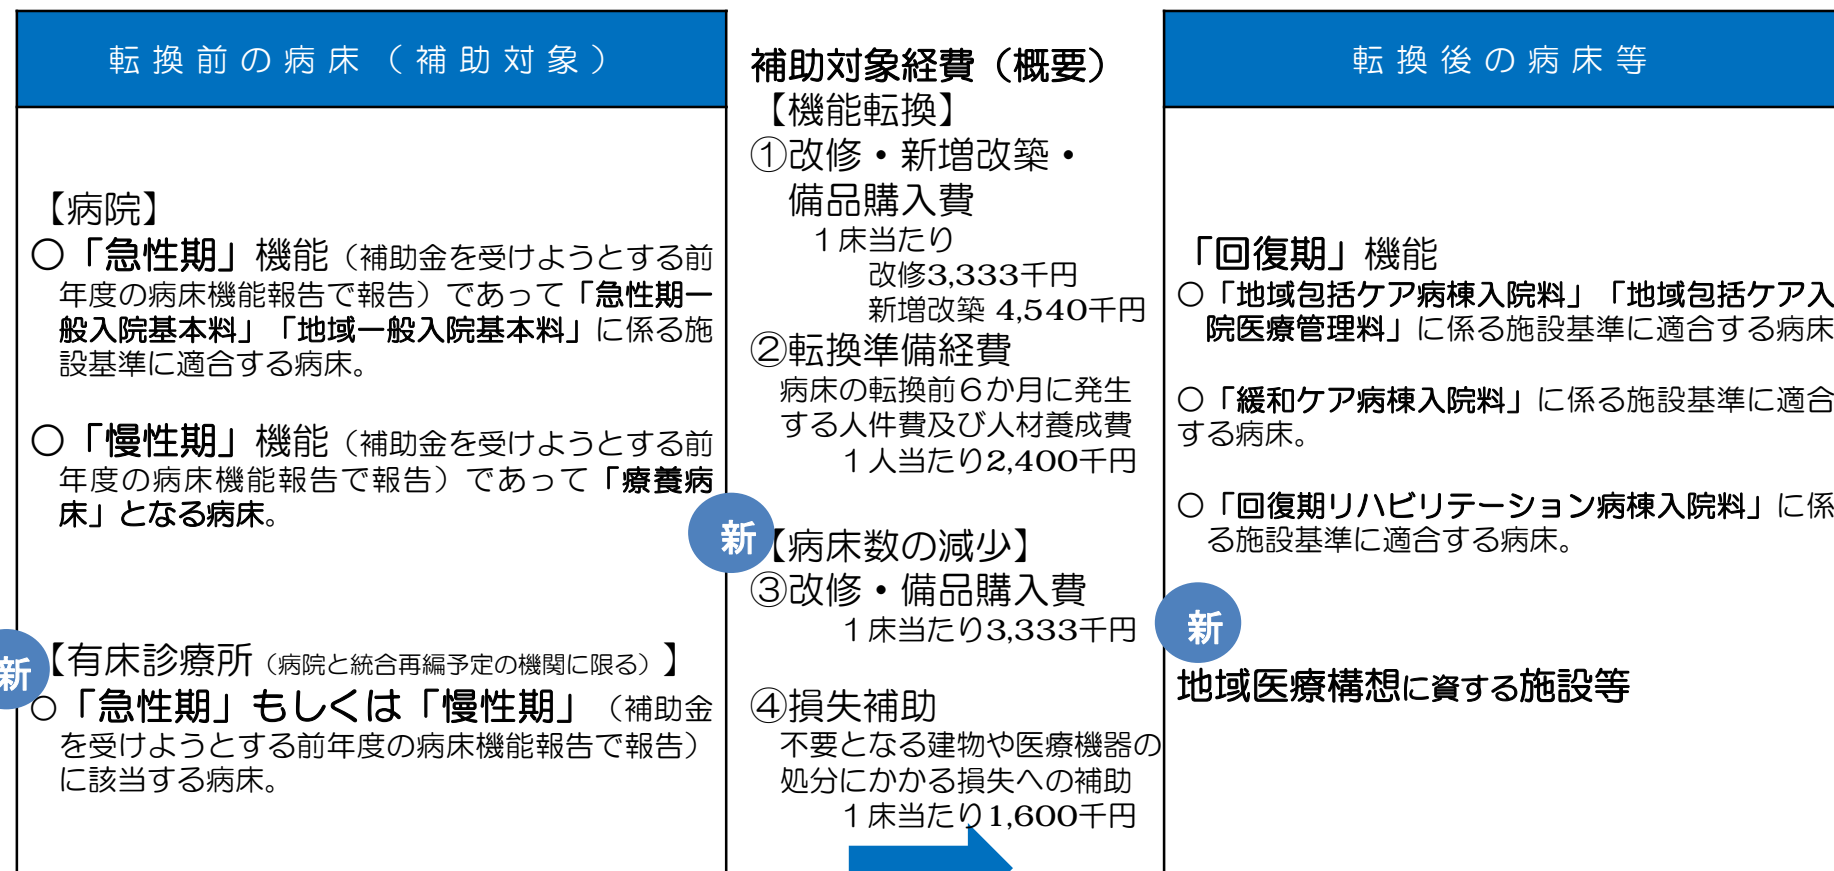 転換前の病床（補助対象）
【病院】
〇「急性期」機能（補助金を受けようとする前
年度の病床機能報告で報告）であって「急性期一
般入院基本料」「地域一般入院基本料」に係る施
設基準に適合する病床。
〇「慢性期」機能（補助金を受けようとする前
年度の病床機能報告で報告）であって「療養病
床」となる病床。
新
【有床診療所（病院と統合再編予定の機関に限る）】
〇「急性期」もしくは「慢性期」（補助金
を受けようとする前年度の病床機能報告で報告）
に該当する病床。
補助対象経費（概要）
【機能転換】
①改修・新増改築・
備品購入費
１床当たり
改修3,333千円
新増改築 4,540千円
②転換準備経費
病床の転換前６か月に発生
する人件費及び人材養成費
１人当たり2,400千円
新
【病床数の減少】
③改修・備品購入費
１床当たり3,333千円
④損失補助
不要となる建物や医療機器の
処分にかかる損失への補助
１床当たり1,600千円
転換後の病床等
「回復期」機能
〇「地域包括ケア病棟入院料」「地域包括ケア入
院医療管理料」に係る施設基準に適合する病床
〇「緩和ケア病棟入院料」に係る施設基準に適合
する病床。
〇「回復期リハビリテーション病棟入院料」に係
る施設基準に適合する病床。
新
地域医療構想に資する施設等